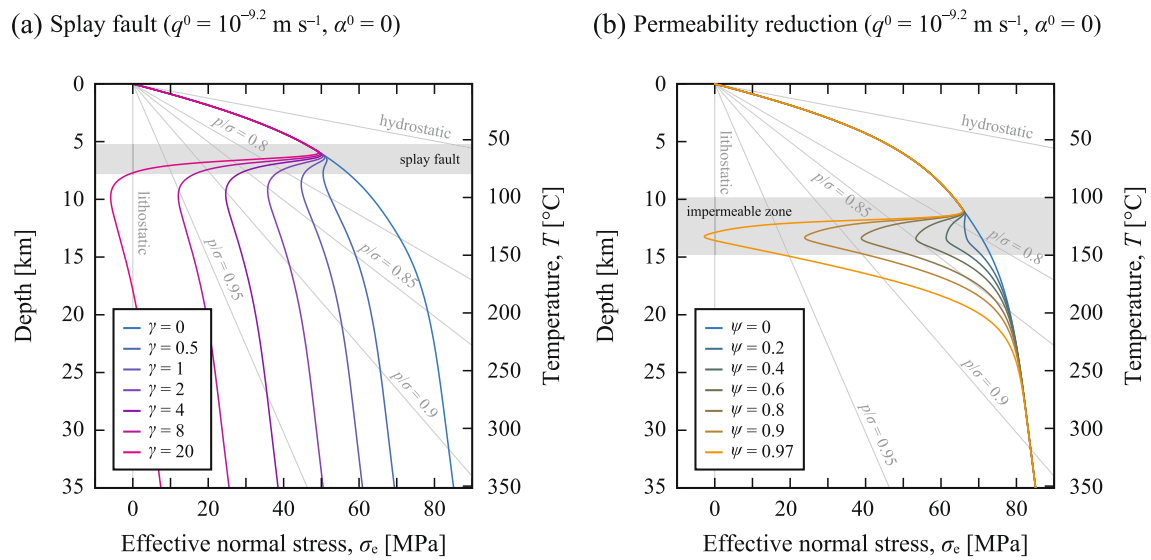 (a) Splay fault (q⁰ = 10⁻⁹·² m s⁻¹, α⁰ = 0)
0
5
10
15
20
25
30
35
Depth [km]
hydrostatic
p/σ = 0.8
splay fault
lithostatic
p/σ = 0.85
p/σ = 0.95
p/σ = 0.9
γ = 0
γ = 0.5
γ = 1
γ = 2
γ = 4
γ = 8
γ = 20
50
100
150
200
250
300
350
Temperature, T [°C]
0 20 40 60 80
Effective normal stress, σe [MPa]
(b) Permeability reduction (q⁰ = 10⁻⁹·² m s⁻¹, α⁰ = 0)
0
5
10
15
20
25
30
35
Depth [km]
hydrostatic
lithostatic
p/σ = 0.85
impermeable zone
p/σ = 0.8
p/σ = 0.9
p/σ = 0.95
ψ = 0
ψ = 0.2
ψ = 0.4
ψ = 0.6
ψ = 0.8
ψ = 0.9
ψ = 0.97
50
100
150
200
250
300
350
Temperature, T [°C]
0 20 40 60 80
Effective normal stress, σe [MPa]